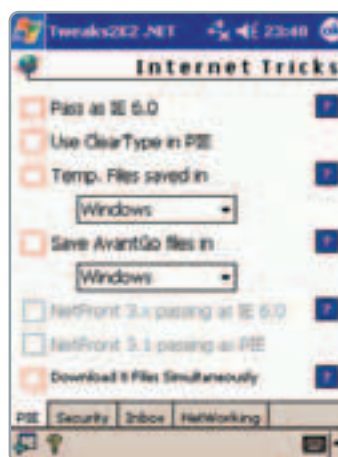 Tweaks2K2 .NET 23:40
Internet Tricks
Pass as IE 6.0 ?
Use ClearType in PIE
Temp. Files saved in ?
Windows
Save AvantGo files in ?
Windows
NetFront 3.x passing as IE 6.0 ?
NetFront 3.1 passing as PIE
Download 8 Files Simultaneously ?
PIE Security Inbox NetWorking